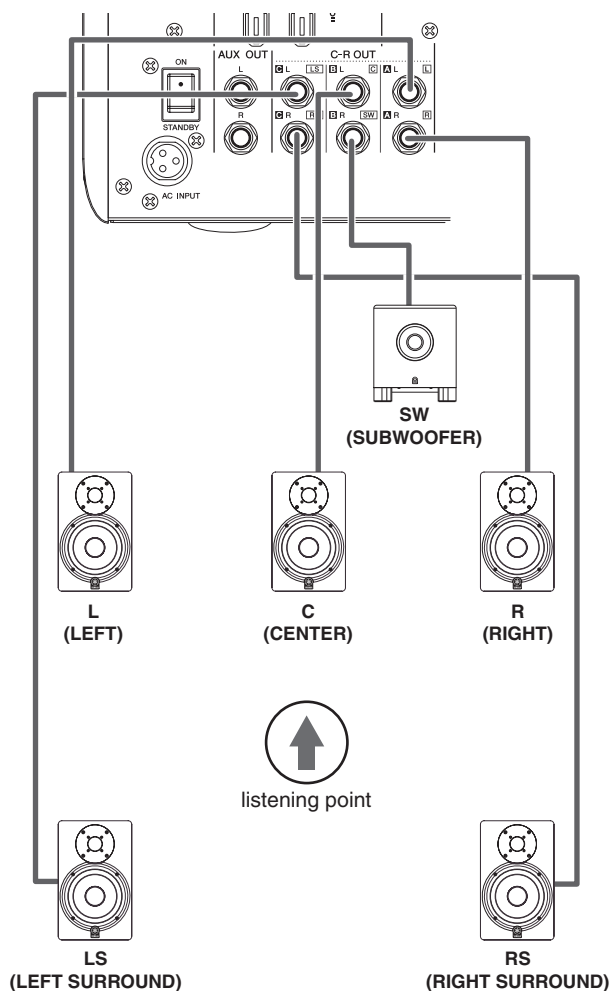 AUX OUT C-R OUT
ON L C L LS B L C A L L
R C R B R SW A R R
STANDBY
AC INPUT
SW
(SUBWOOFER)
L C R
(LEFT) (CENTER) (RIGHT)
listening point
LS RS
(LEFT SURROUND) (RIGHT SURROUND)